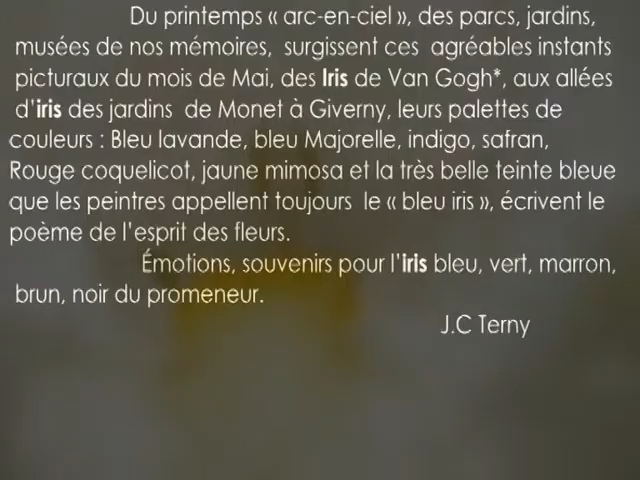 Du printemps « arc-en-ciel », des parcs, jardins,
musées de nos mémoires, surgissent ces agréables instants
picturaux du mois de Mai, des Iris de Van Gogh*, aux allées
d'iris des jardins de Monet à Giverny, leurs palettes de
couleurs : Bleu lavande, bleu Majorelle, indigo, safran,
Rouge coquelicot, jaune mimosa et la très belle teinte bleue
que les peintres appellent toujours le « bleu iris », écrivent le
poème de l'esprit des fleurs.
Émotions, souvenirs pour l'iris bleu, vert, marron,
brun, noir du promeneur.
J.C Terny